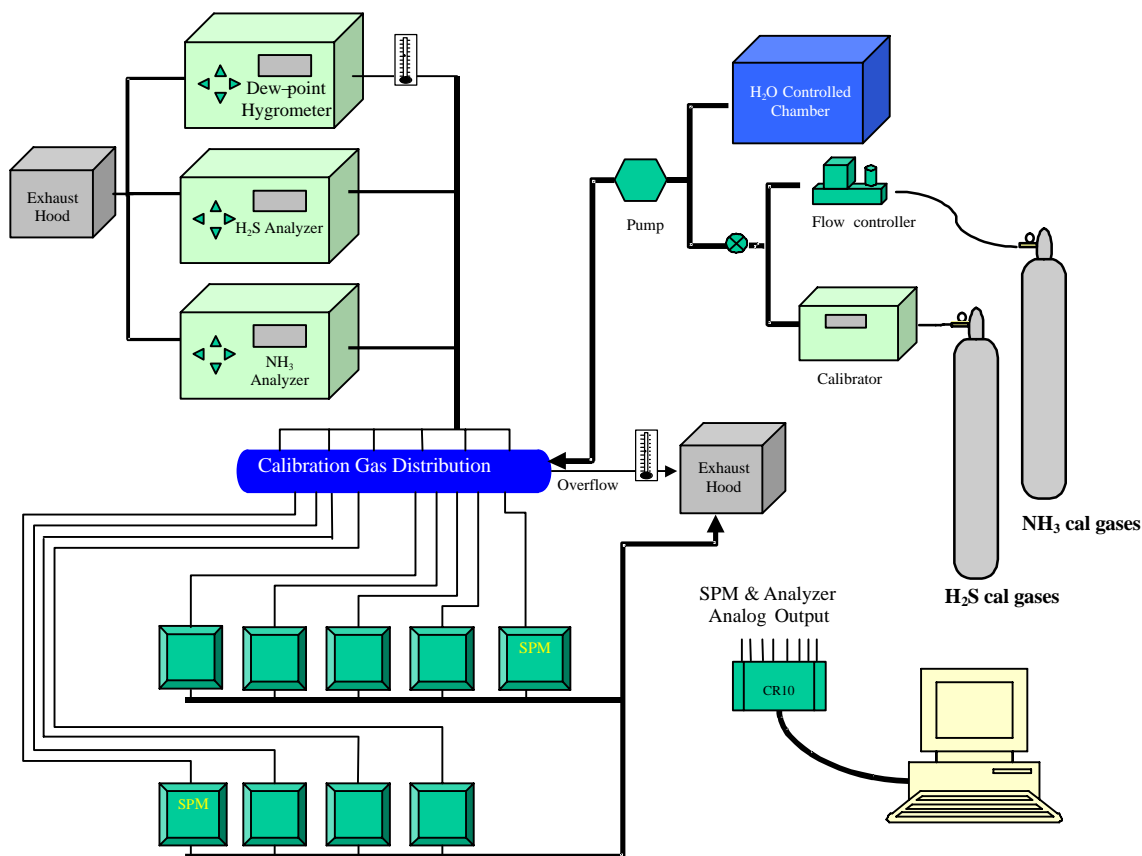 Dew-point
Hygrometer
H₂O Controlled
Chamber
Exhaust
Hood
H₂S Analyzer
Pump
Flow controller
NH₃
Analyzer
Calibrator
Calibration Gas Distribution
Overflow
Exhaust
Hood
NH₃ cal gases
H₂S cal gases
SPM & Analyzer
Analog Output
SPM
CR10
SPM